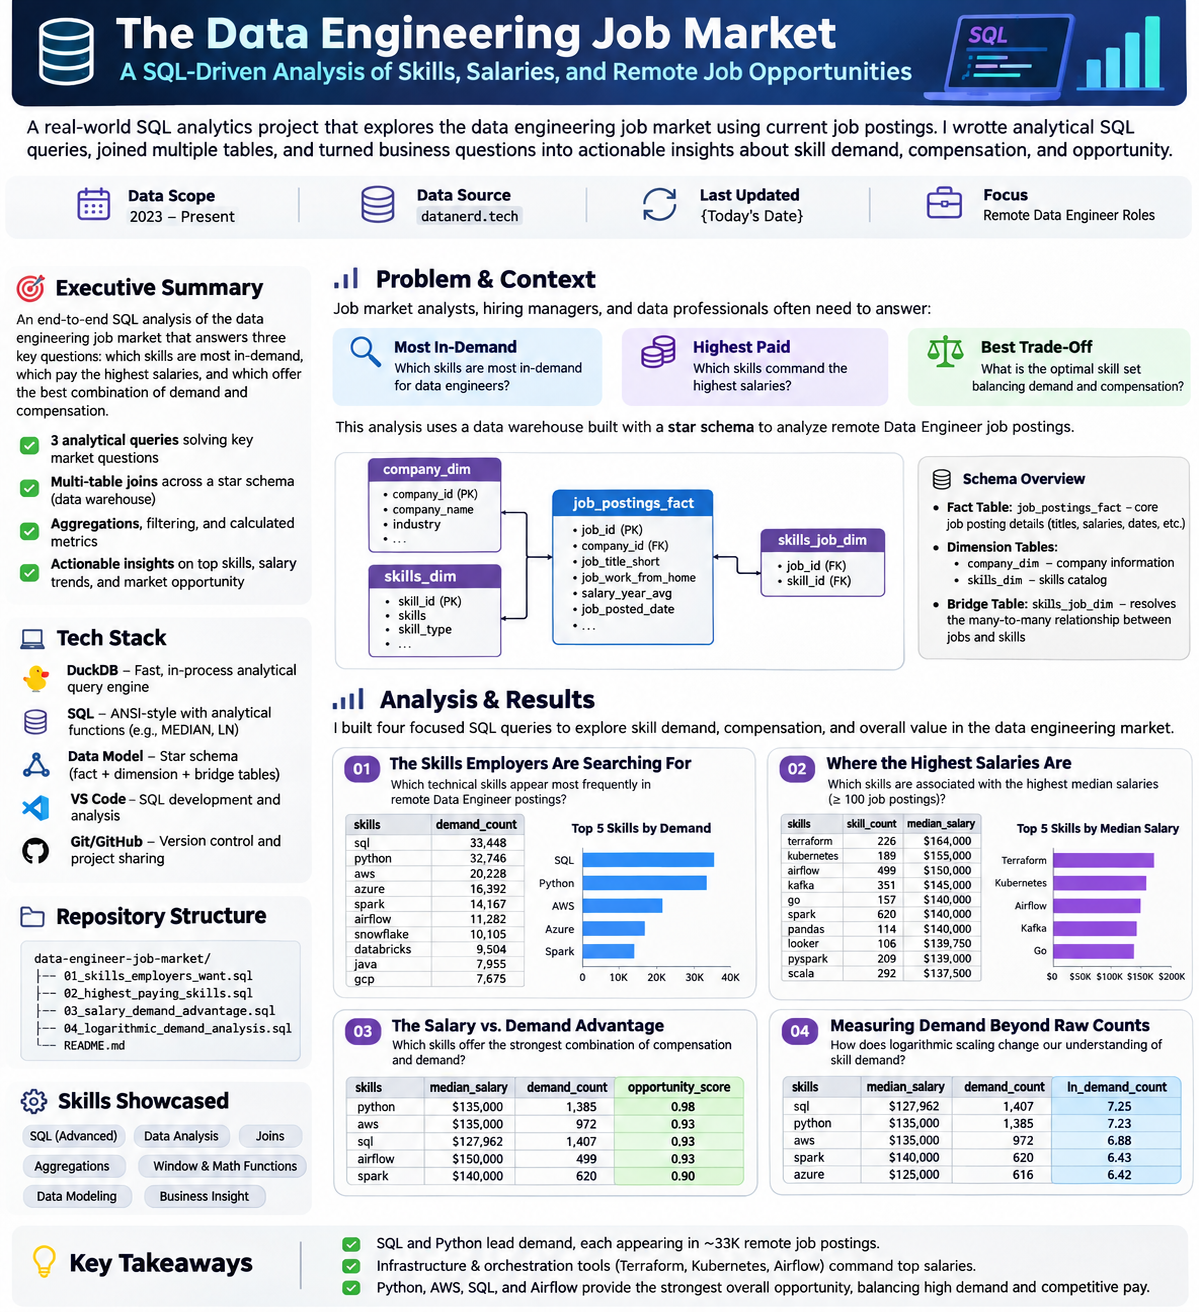 The Data Engineering Job Market
A SQL-Driven Analysis of Skills, Salaries, and Remote Job Opportunities
SQL
A real-world SQL analytics project that explores the data engineering job market using current job postings. I wrotte analytical SQL
queries, joined multiple tables, and turned business questions into actionable insights about skill demand, compensation, and opportunity.
Data Scope
2023 – Present
Data Source
datanerd.tech
Last Updated
{Today's Date}
Focus
Remote Data Engineer Roles
Executive Summary
An end-to-end SQL analysis of the data
engineering job market that answers three
key questions: which skills are most in-demand,
which pay the highest salaries, and which offer
the best combination of demand and
compensation.
3 analytical queries solving key
market questions
Multi-table joins across a star schema
(data warehouse)
Aggregations, filtering, and calculated
metrics
Actionable insights on top skills, salary
trends, and market opportunity
Tech Stack
DuckDB – Fast, in-process analytical
query engine
SQL – ANSI-style with analytical
functions (e.g., MEDIAN, LN)
Data Model – Star schema
(fact + dimension + bridge tables)
VS Code – SQL development and
analysis
Git/GitHub – Version control and
project sharing
Repository Structure
data-engineer-job-market/
├── 01_skills_employers_want.sql
├── 02_highest_paying_skills.sql
├── 03_salary_demand_advantage.sql
├── 04_logarithmic_demand_analysis.sql
└── README.md
Skills Showcased
SQL (Advanced) Data Analysis Joins
Aggregations Window & Math Functions
Data Modeling Business Insight
Problem & Context
Job market analysts, hiring managers, and data professionals often need to answer:
Most In-Demand
Which skills are most in-demand
for data engineers?
Highest Paid
Which skills command the
highest salaries?
Best Trade-Off
What is the optimal skill set
balancing demand and compensation?
This analysis uses a data warehouse built with a star schema to analyze remote Data Engineer job postings.
company_dim
• company_id (PK)
• company_name
• industry
• ...
skills_dim
• skill_id (PK)
• skills
• skill_type
• ...
job_postings_fact
• job_id (PK)
• company_id (FK)
• job_title_short
• job_work_from_home
• salary_year_avg
• job_posted_date
• ...
skills_job_dim
• job_id (FK)
• skill_id (FK)
Schema Overview
• Fact Table: job_postings_fact – core
job posting details (titles, salaries, dates, etc.)
• Dimension Tables:
• company_dim – company information
• skills_dim – skills catalog
• Bridge Table: skills_job_dim – resolves
the many-to-many relationship between
jobs and skills
Analysis & Results
I built four focused SQL queries to explore skill demand, compensation, and overall value in the data engineering market.
01 The Skills Employers Are Searching For
Which technical skills appear most frequently in
remote Data Engineer postings?
skills demand_count
sql 33,448
python 32,746
aws 20,228
azure 16,392
spark 14,167
airflow 11,282
snowflake 10,105
databricks 9,504
java 7,955
gcp 7,675
Top 5 Skills by Demand
SQL
Python
AWS
Azure
Spark
0 10K 20K 30K 40K
02 Where the Highest Salaries Are
Which skills are associated with the highest median salaries
(≥ 100 job postings)?
skills skill_count median_salary
terraform 226 $164,000
kubernetes 189 $155,000
airflow 499 $150,000
kafka 351 $145,000
go 157 $140,000
spark 620 $140,000
pandas 114 $140,000
looker 106 $139,750
pyspark 209 $139,000
scala 292 $137,500
Top 5 Skills by Median Salary
Terraform
Kubernetes
Airflow
Kafka
Go
$0 $50K $100K $150K $200K
03 The Salary vs. Demand Advantage
Which skills offer the strongest combination of compensation
and demand?
skills median_salary demand_count opportunity_score
python $135,000 1,385 0.98
aws $135,000 972 0.93
sql $127,962 1,407 0.93
airflow $150,000 499 0.93
spark $140,000 620 0.90
04 Measuring Demand Beyond Raw Counts
How does logarithmic scaling change our understanding of
skill demand?
skills median_salary demand_count ln_demand_count
sql $127,962 1,407 7.25
python $135,000 1,385 7.23
aws $135,000 972 6.88
spark $140,000 620 6.43
azure $125,000 616 6.42
Key Takeaways
SQL and Python lead demand, each appearing in ~33K remote job postings.
Infrastructure & orchestration tools (Terraform, Kubernetes, Airflow) command top salaries.
Python, AWS, SQL, and Airflow provide the strongest overall opportunity, balancing high demand and competitive pay.